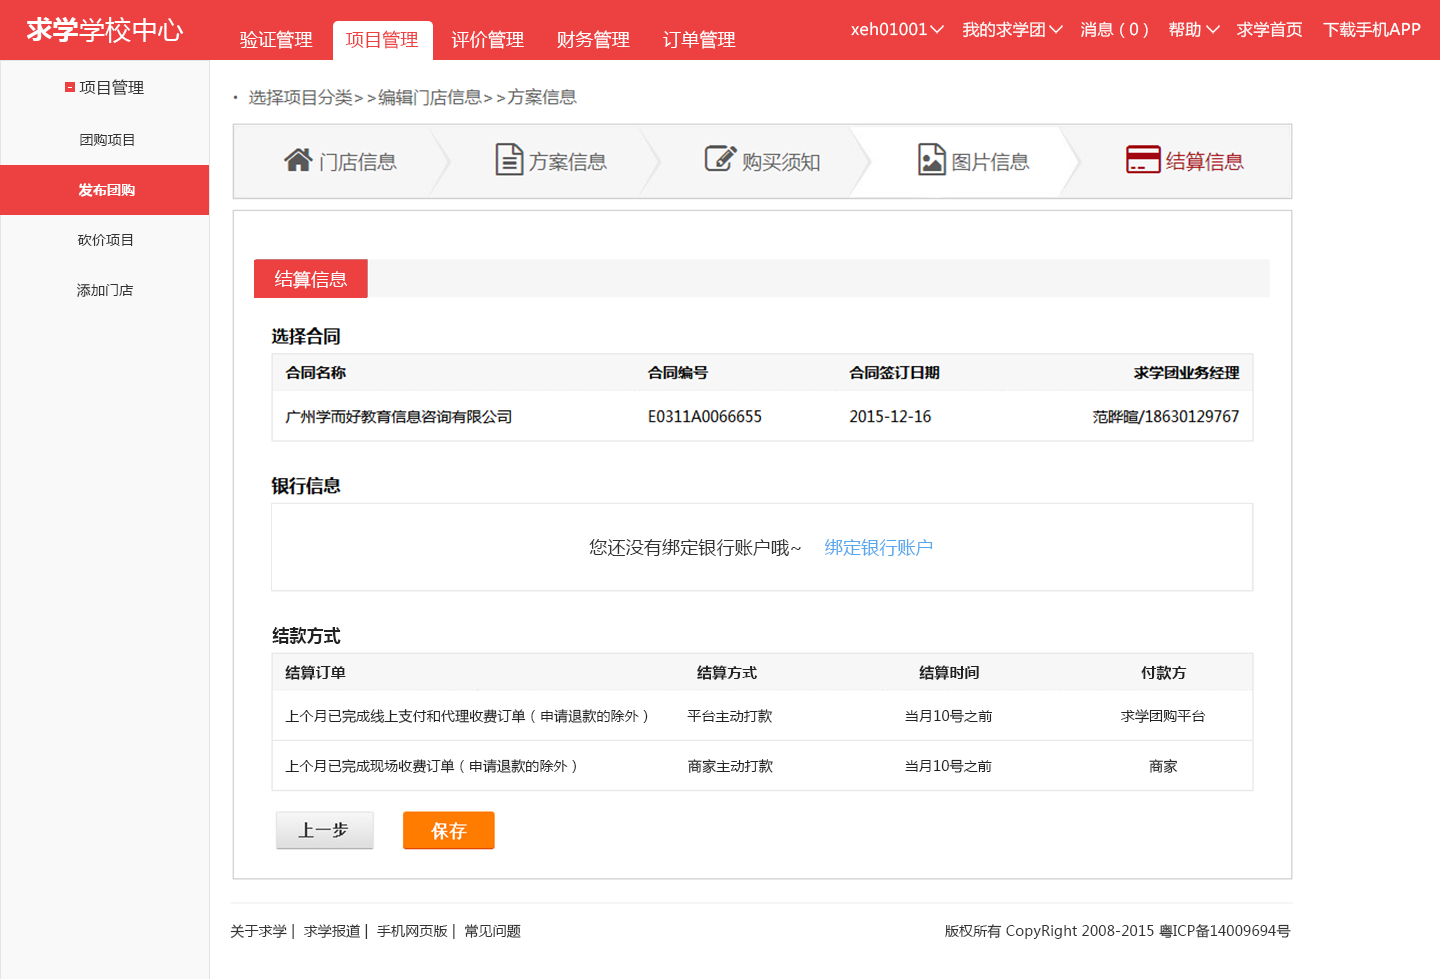 求学学校中心
验证管理 项目管理 评价管理 财务管理 订单管理
xeh01001 我的求学团 消息（0） 帮助 求学首页 下载手机APP
项目管理
团购项目
发布团购
砍价项目
添加门店
· 选择项目分类>>编辑门店信息>>方案信息
门店信息 方案信息 购买须知 图片信息 结算信息
结算信息
选择合同
合同名称 合同编号 合同签订日期 求学团业务经理
广州学而好教育信息咨询有限公司 E0311A0066655 2015-12-16 范晔暄/18630129767
银行信息
您还没有绑定银行账户哦~ 绑定银行账户
结款方式
结算订单 结算方式 结算时间 付款方
上个月已完成线上支付和代理收费订单（申请退款的除外） 平台主动打款 当月10号之前 求学团购平台
上个月已完成现场收费订单（申请退款的除外） 商家主动打款 当月10号之前 商家
上一步 保存
关于求学| 求学报道| 手机网页版| 常见问题
版权所有 CopyRight 2008-2015 粤ICP备14009694号